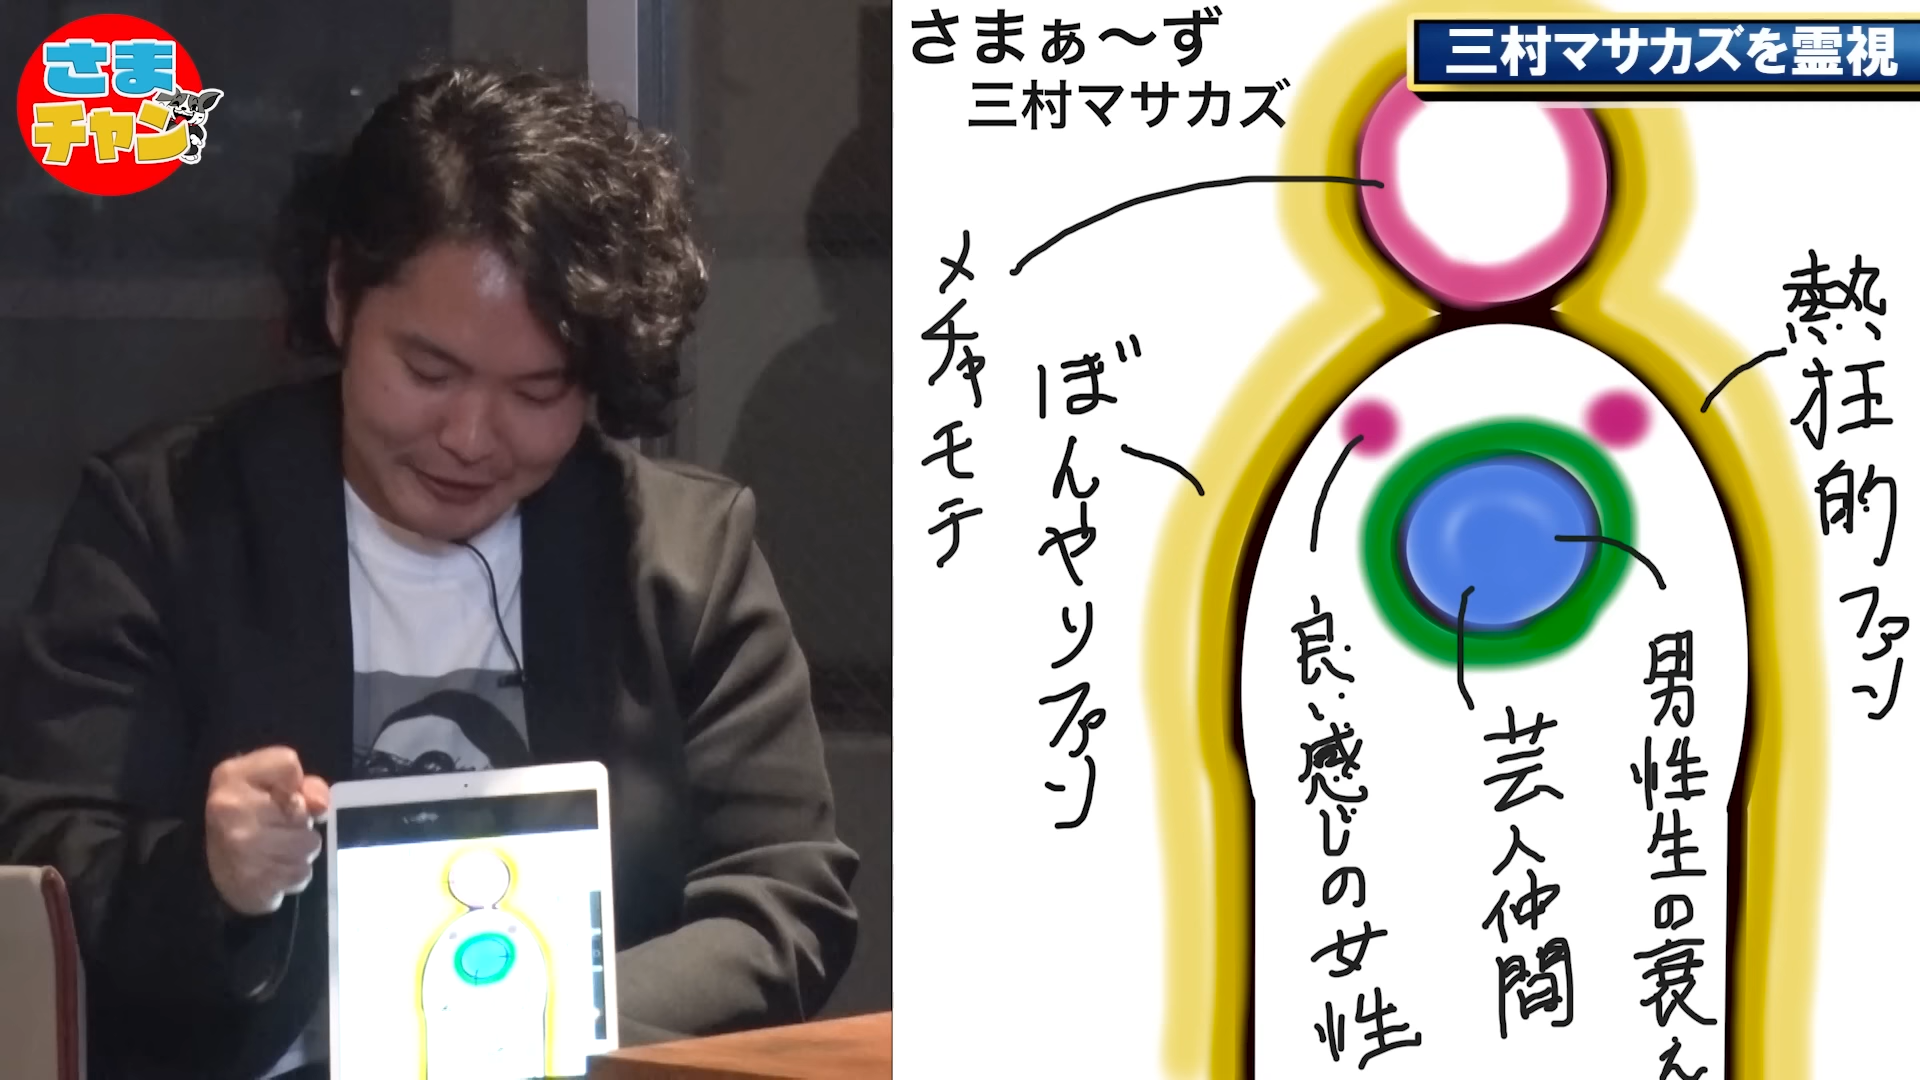 さま
チャン
さまぁ～ず
三村マサカズ
三村マサカズを霊視
メチャモテ
ぼんやりファン
熱狂的ファン
良い感じの女性
芸人仲間
男性性の衰え